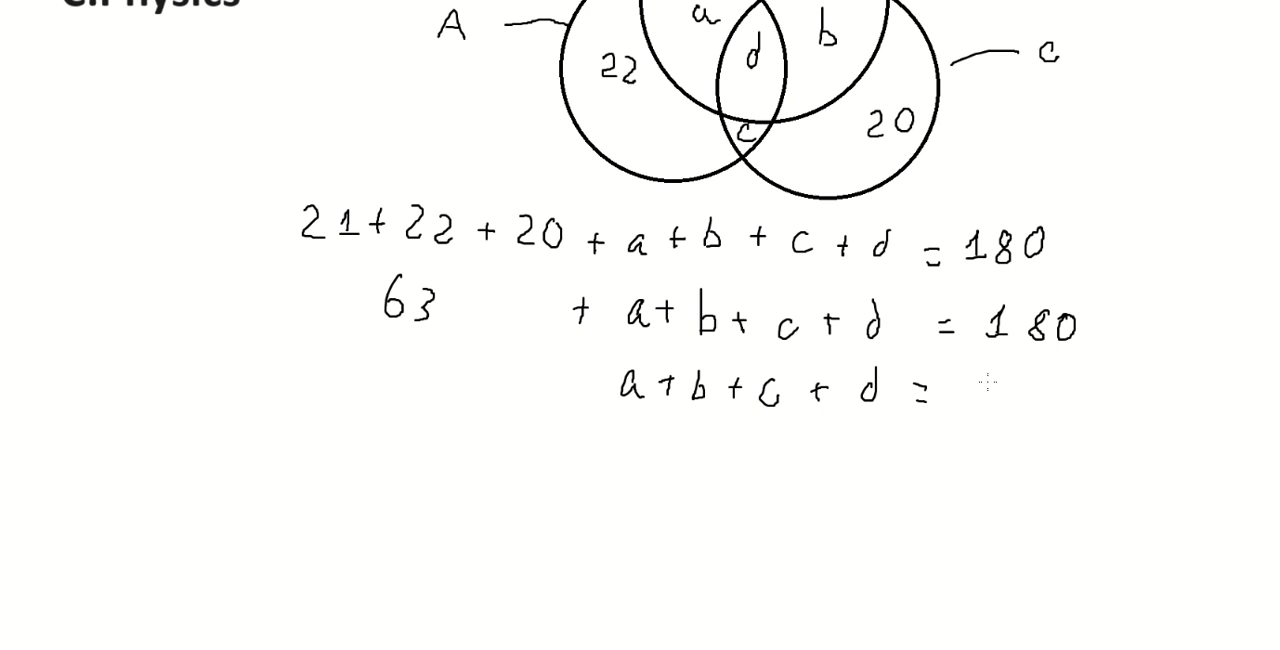 A
a
d
b
c
22
c
20
21 + 22 + 20 + a + b + c + d = 180
63 + a + b + c + d = 180
a + b + c + d =